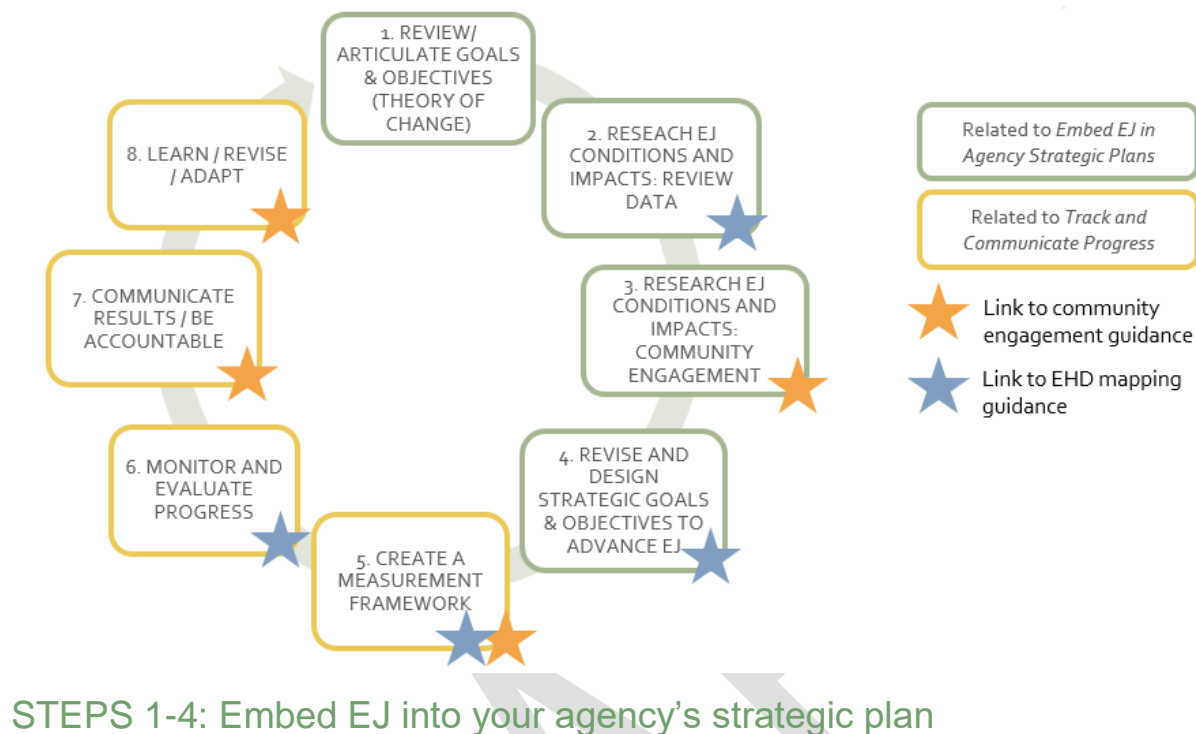 1. REVIEW/
ARTICULATE GOALS
& OBJECTIVES
(THEORY OF
CHANGE)
2. RESEACH EJ
CONDITIONS AND
IMPACTS: REVIEW
DATA
3. RESEARCH EJ
CONDITIONS AND
IMPACTS:
COMMUNITY
ENGAGEMENT
4. REVISE AND
DESIGN
STRATEGIC GOALS
& OBJECTIVES TO
ADVANCE EJ
5. CREATE A
MEASUREMENT
FRAMEWORK
6. MONITOR AND
EVALUATE
PROGRESS
7. COMMUNICATE
RESULTS / BE
ACCOUNTABLE
8. LEARN / REVISE
/ ADAPT
Related to Embed EJ in
Agency Strategic Plans
Related to Track and
Communicate Progress
Link to community
engagement guidance
Link to EHD mapping
guidance
STEPS 1-4: Embed EJ into your agency's strategic plan